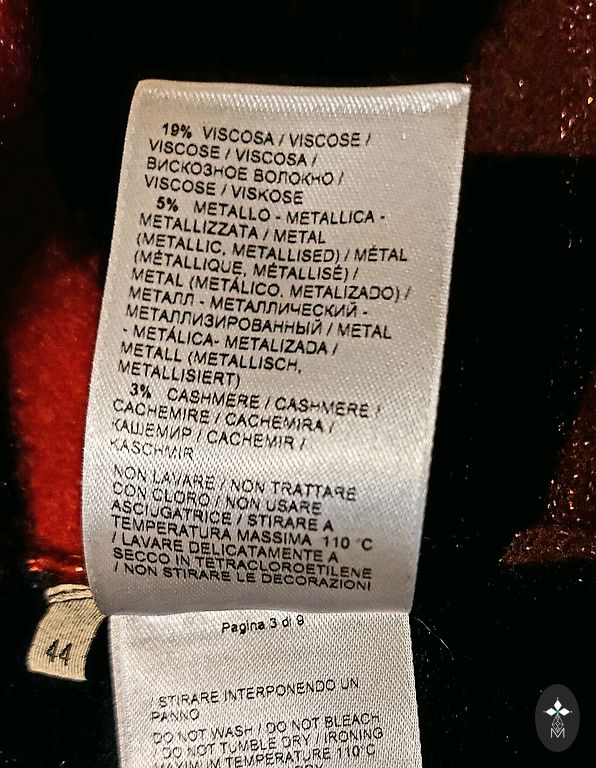 19% VISCOSA / VISCOSE /
VISCOSE / VISCOSA /
ВИСКОЗНОЕ ВОЛОКНО /
VISCOSE / VISKOSE
5% METALLO - METALLICA -
METALLIZZATA / METAL
(METALLIC, METALLISED) / MÉTAL
(MÉTALLIQUE, MÉTALLISÉ) /
METAL (METÁLICO, METALIZADO) /
МЕТАЛЛ - МЕТАЛЛИЧЕСКИЙ -
МЕТАЛЛИЗИРОВАННЫЙ / METAL
- METÁLICA- METALIZADA /
METALL (METALLISCH,
METALLISIERT)
3% CASHMERE / CASHMERE /
CACHEMIRE / CACHEMIRA /
КАШЕМИР / CACHEMIR /
KASCHMIR
NON LAVARE / NON TRATTARE
CON CLORO / NON USARE
ASCIUGATRICE / STIRARE A
TEMPERATURA MASSIMA 110 °C
/ LAVARE DELICATAMENTE A
SECCO IN TETRACLOROETILENE
/ NON STIRARE LE DECORAZIONI
Pagina 3 di 9
44
/ STIRARE INTERPONENDO UN
PANNO
DO NOT WASH / DO NOT BLEACH
/ DO NOT TUMBLE DRY / IRONING
MAXIMUM TEMPERATURE 110°C
M